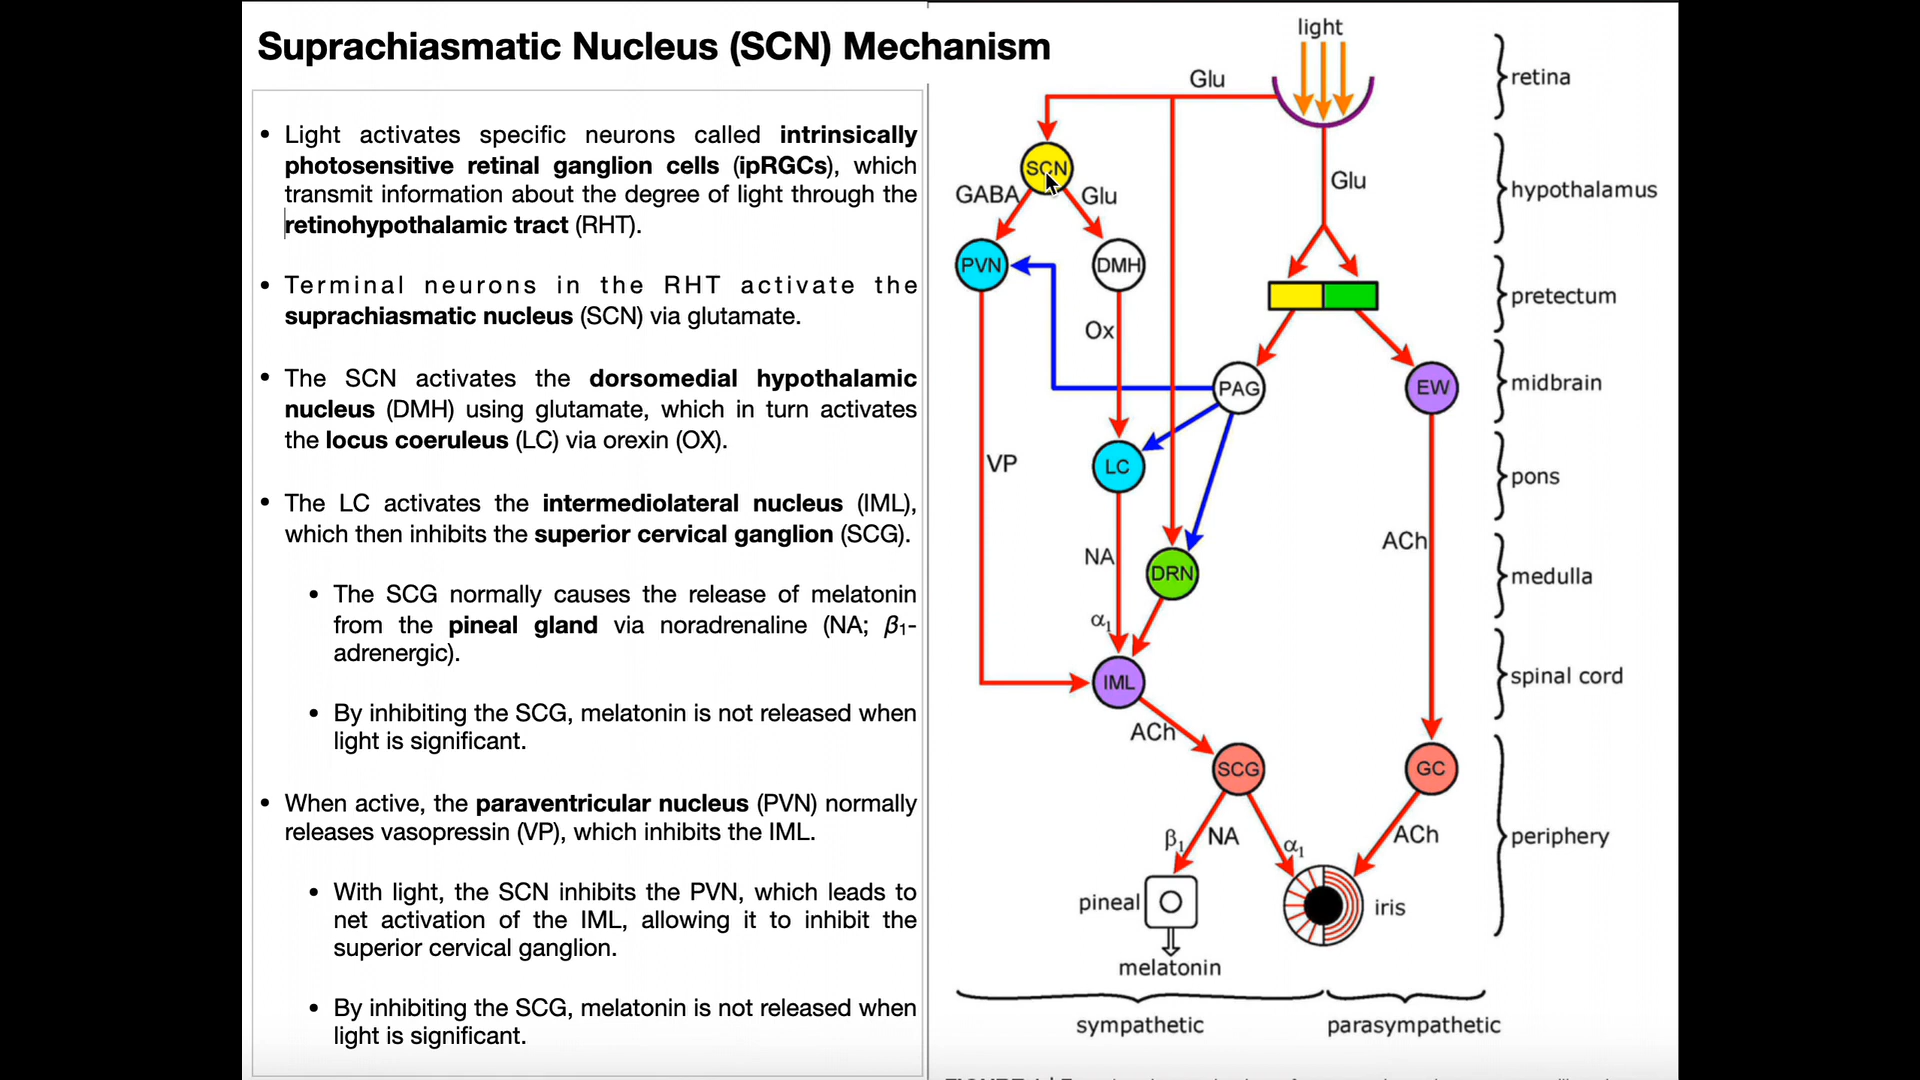 Suprachiasmatic Nucleus (SCN) Mechanism
• Light activates specific neurons called intrinsically
photosensitive retinal ganglion cells (ipRGCs), which
transmit information about the degree of light through the
retinohypothalamic tract (RHT).
• Terminal neurons in the RHT activate the
suprachiasmatic nucleus (SCN) via glutamate.
• The SCN activates the dorsomedial hypothalamic
nucleus (DMH) using glutamate, which in turn activates
the locus coeruleus (LC) via orexin (OX).
• The LC activates the intermediolateral nucleus (IML),
which then inhibits the superior cervical ganglion (SCG).
• The SCG normally causes the release of melatonin
from the pineal gland via noradrenaline (NA; β₁-
adrenergic).
• By inhibiting the SCG, melatonin is not released when
light is significant.
• When active, the paraventricular nucleus (PVN) normally
releases vasopressin (VP), which inhibits the IML.
• With light, the SCN inhibits the PVN, which leads to
net activation of the IML, allowing it to inhibit the
superior cervical ganglion.
• By inhibiting the SCG, melatonin is not released when
light is significant.
light
Glu
retina
SCN
GABA
Glu
Glu
hypothalamus
PVN
DMH
pretectum
Ox
PAG
EW
midbrain
VP
LC
pons
NA
ACh
DRN
medulla
α₁
IML
spinal cord
ACh
SCG
GC
β₁
NA
α₁
ACh
periphery
pineal
iris
melatonin
sympathetic
parasympathetic